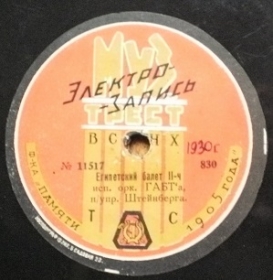 МУЗ
ЭЛЕКТРО-
-ЗАПИСЬ
ТРЕСТ
ВСНХ
1930г.
№ 11517
830
Египетский балет II-ч
исп. орк. ГАБТ'а,
п/упр. Штейнберга.
Т С
Ф-КА "ПАМЯТИ
1905 ГОДА"